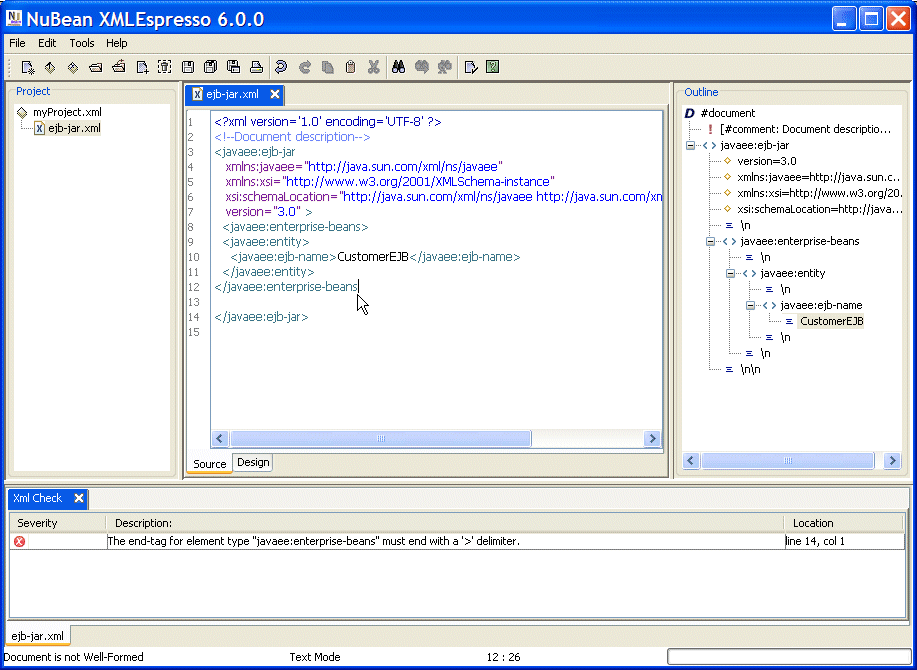 NuBean XMLEspresso 6.0.0
File Edit Tools Help
Project
myProject.xml
ejb-jar.xml
ejb-jar.xml
1 <?xml version='1.0' encoding='UTF-8' ?>
2 <!--Document description-->
3 <javaee:ejb-jar
4 xmlns:javaee="http://java.sun.com/xml/ns/javaee"
5 xmlns:xsi="http://www.w3.org/2001/XMLSchema-instance"
6 xsi:schemaLocation="http://java.sun.com/xml/ns/javaee http://java.sun.com/xm
7 version="3.0" >
8 <javaee:enterprise-beans>
9 <javaee:entity>
10 <javaee:ejb-name>CustomerEJB</javaee:ejb-name>
11 </javaee:entity>
12 </javaee:enterprise-beans
13
14 </javaee:ejb-jar>
15
Source Design
Outline
D #document
! [#comment: Document descriptio...
<> javaee:ejb-jar
version=3.0
xmlns:javaee=http://java.sun.c...
xmlns:xsi=http://www.w3.org/20...
xsi:schemaLocation=http://java...
= \n
<> javaee:enterprise-beans
= \n
<> javaee:entity
= \n
<> javaee:ejb-name
= CustomerEJB
= \n
= \n
= \n\n
Xml Check
Severity Description: Location
The end-tag for element type "javaee:enterprise-beans" must end with a '>' delimiter. line 14, col 1
ejb-jar.xml
Document is not Well-Formed Text Mode 12 : 26